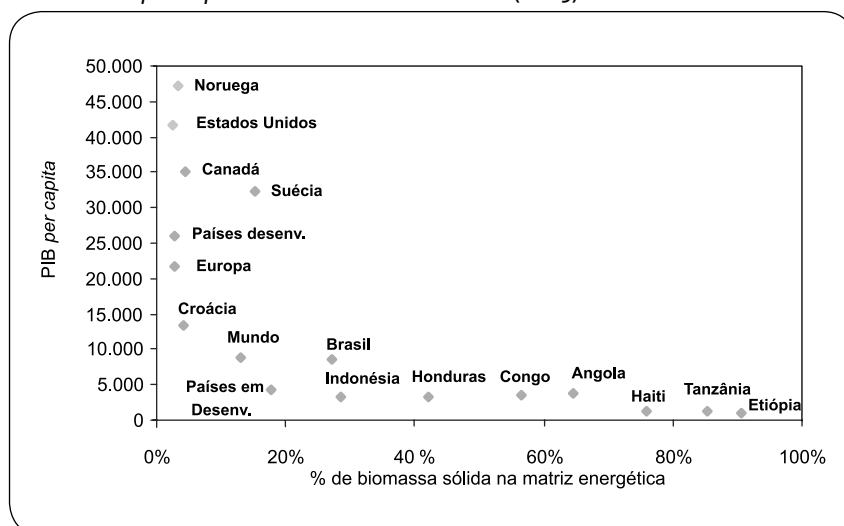 50.000
45.000
40.000
35.000
30.000
25.000
20.000
15.000
10.000
5.000
0
PIB per capita
Noruega
Estados Unidos
Canadá
Suécia
Países desenv.
Europa
Croácia
Mundo
Brasil
Países em
Desenv.
Indonésia
Honduras
Congo
Angola
Haiti
Tanzânia
Etiópia
0% 20% 40 % 60% 80% 100%
% de biomassa sólida na matriz energética